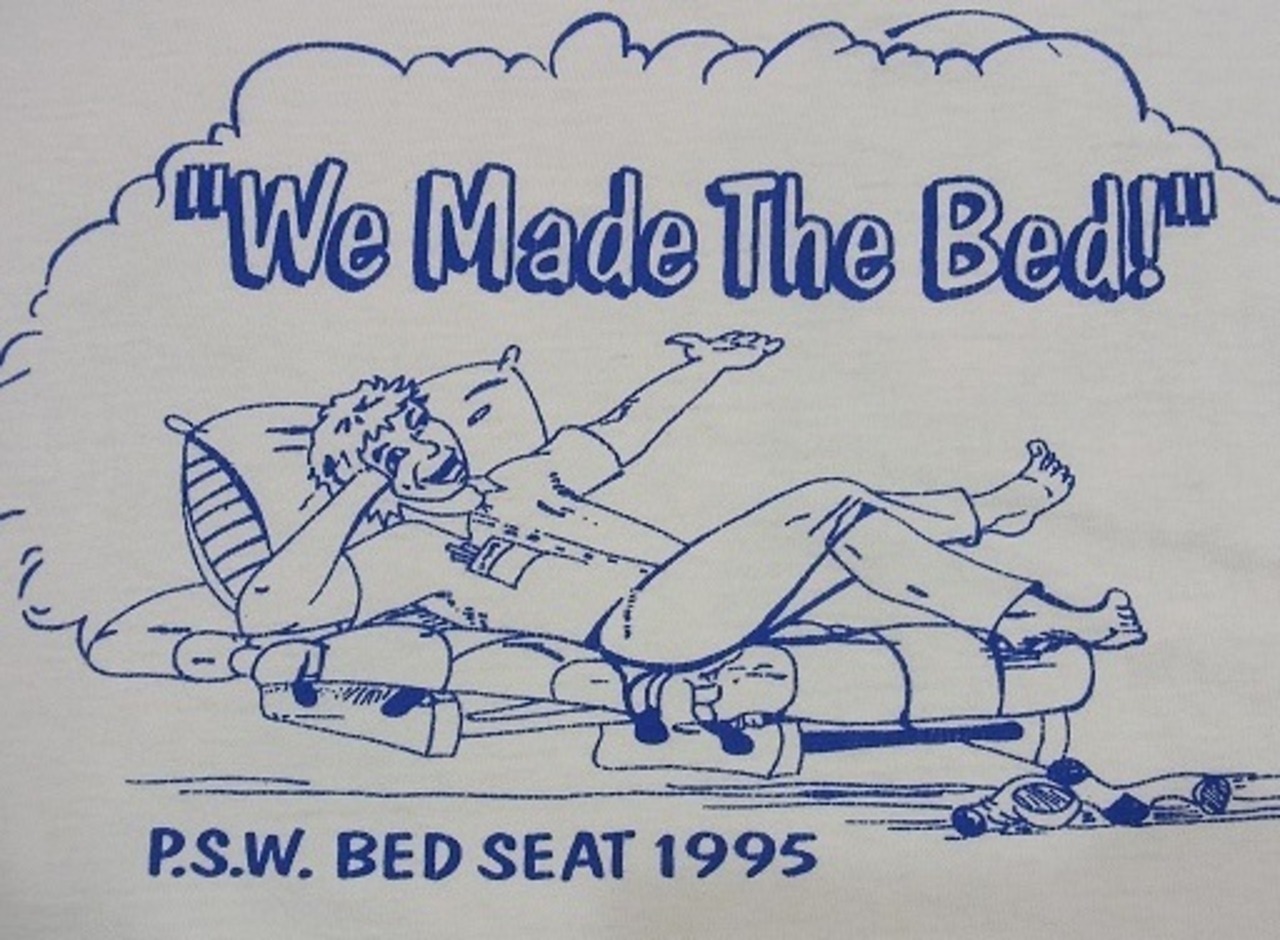 "We Made The Bed!"
P.S.W. BED SEAT 1995